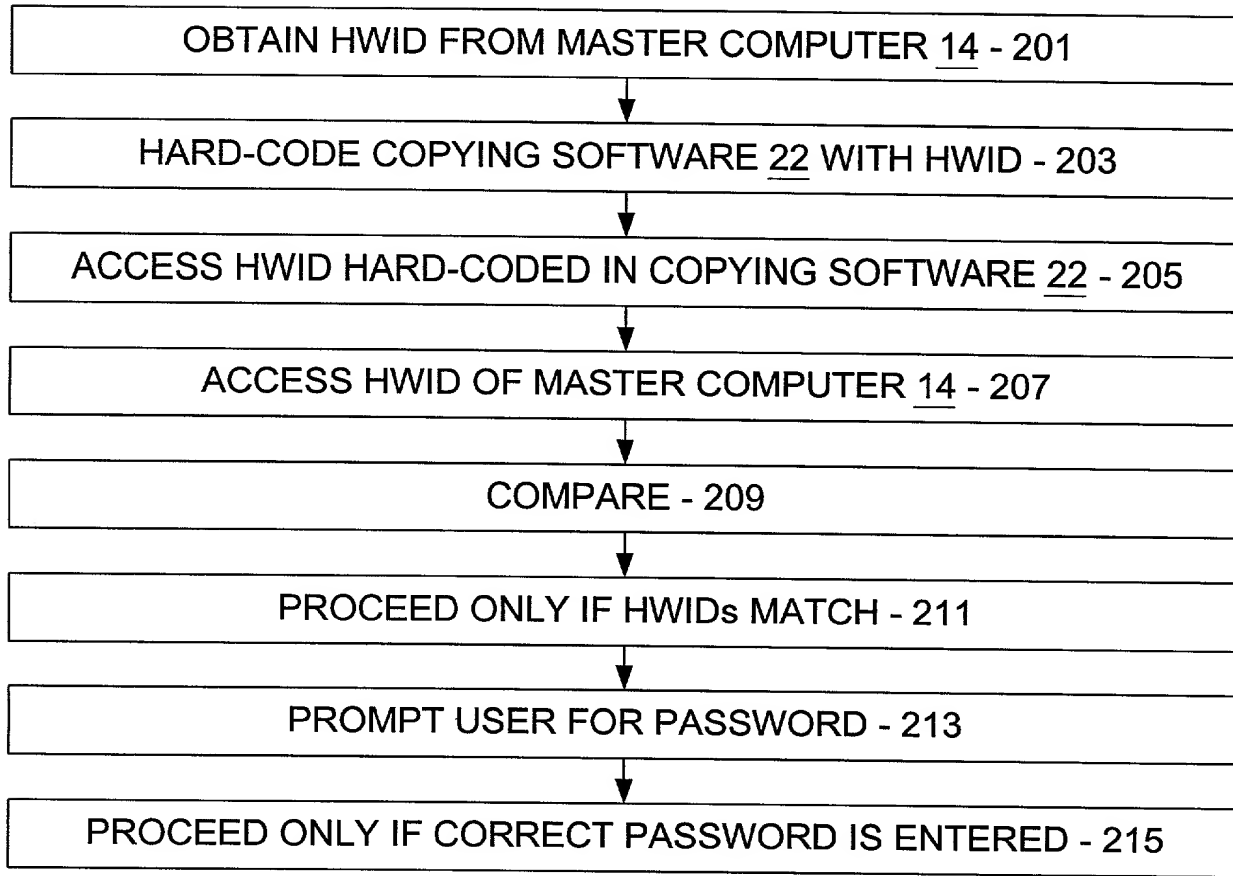 OBTAIN HWID FROM MASTER COMPUTER 14 - 201
HARD-CODE COPYING SOFTWARE 22 WITH HWID - 203
ACCESS HWID HARD-CODED IN COPYING SOFTWARE 22 - 205
ACCESS HWID OF MASTER COMPUTER 14 - 207
COMPARE - 209
PROCEED ONLY IF HWIDs MATCH - 211
PROMPT USER FOR PASSWORD - 213
PROCEED ONLY IF CORRECT PASSWORD IS ENTERED - 215